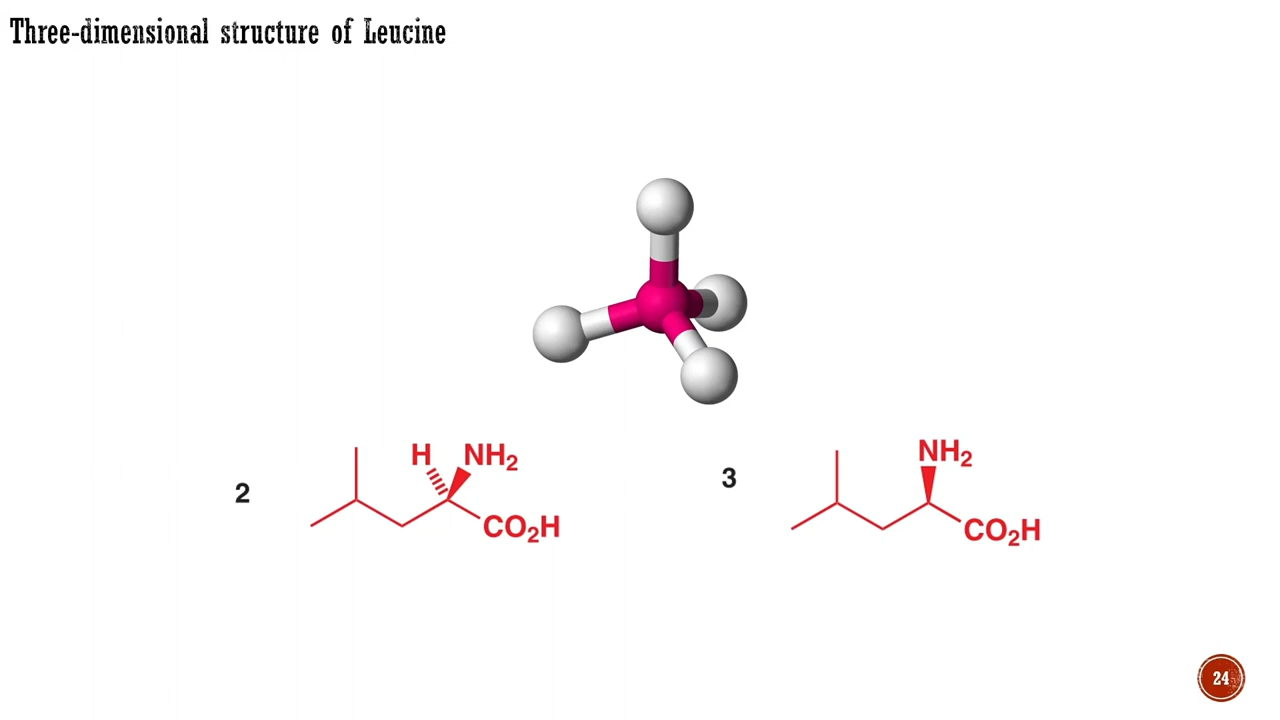 Three-dimensional structure of Leucine
H NH₂
2
CO₂H
NH₂
3
CO₂H
24